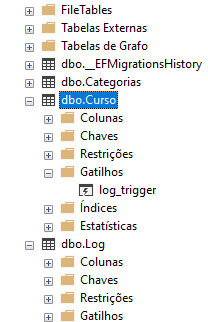 FileTables
Tabelas Externas
Tabelas de Grafo
dbo.__EFMigrationsHistory
dbo.Categorias
dbo.Curso
Colunas
Chaves
Restrições
Gatilhos
log_trigger
Índices
Estatísticas
dbo.Log
Colunas
Chaves
Restrições
Gatilhos